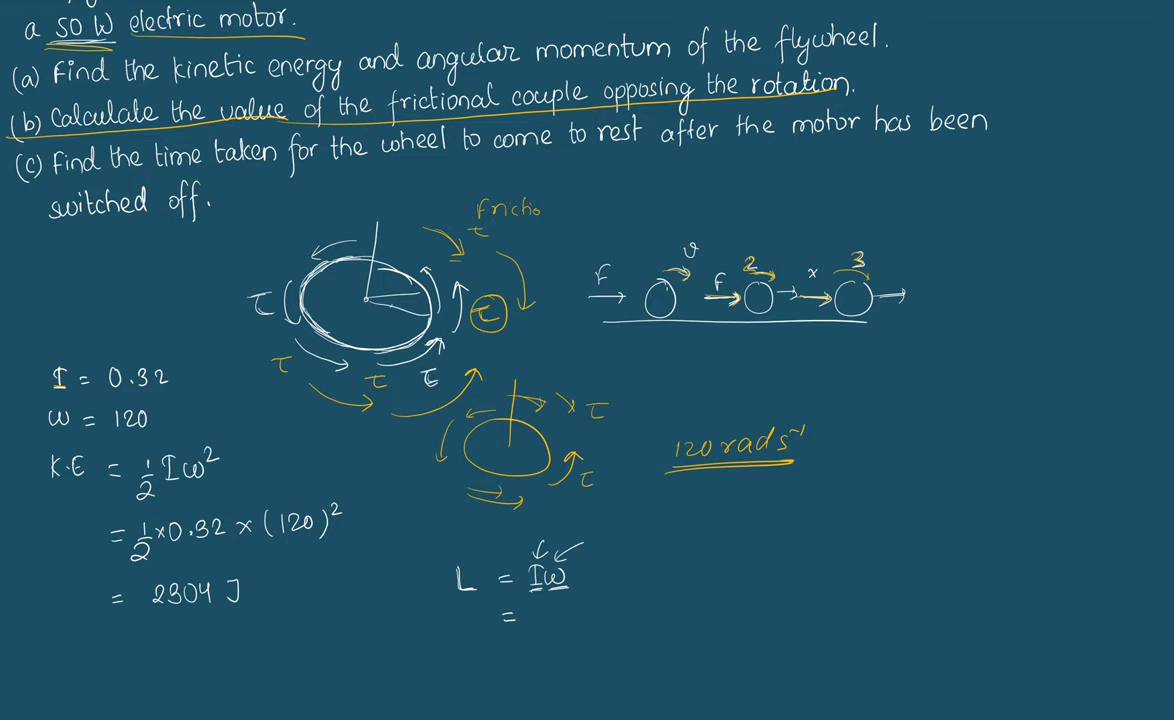 a 50 W electric motor.
(a) Find the kinetic energy and angular momentum of the flywheel.
(b) Calculate the value of the frictional couple opposing the rotation.
(c) Find the time taken for the wheel to come to rest after the motor has been
switched off.
Frictio
τ
τ
τ
τ
τ
τ
F
v
F
2
x
3
I = 0.32
ω = 120
K.E = 1/2 Iω²
= 1/2 × 0.32 × (120)²
= 2304 J
τ
τ
120 rad s⁻¹
L = Iω
=